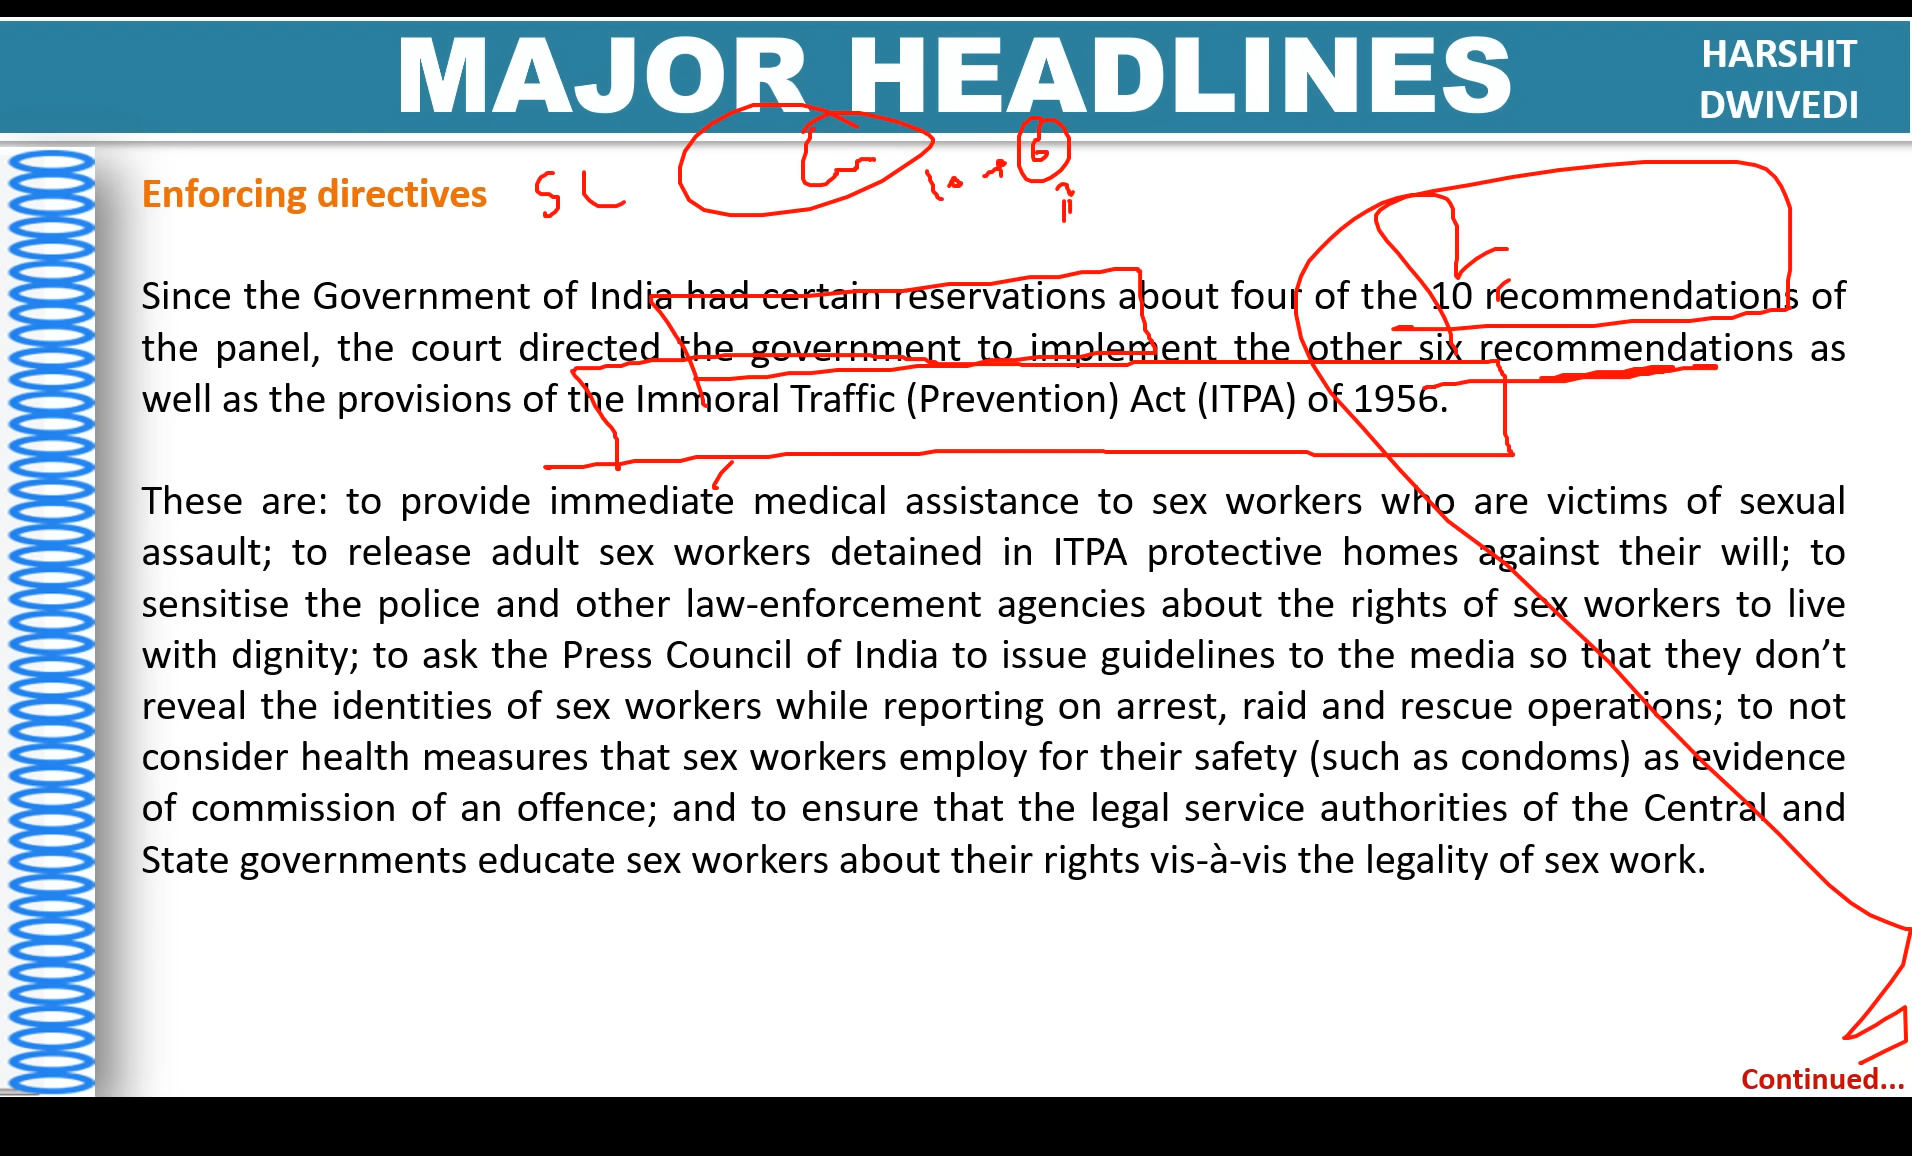 MAJOR HEADLINES
HARSHIT
DWIVEDI
Enforcing directives
Since the Government of India had certain reservations about four of the 10 recommendations of
the panel, the court directed the government to implement the other six recommendations as
well as the provisions of the Immoral Traffic (Prevention) Act (ITPA) of 1956.
These are: to provide immediate medical assistance to sex workers who are victims of sexual
assault; to release adult sex workers detained in ITPA protective homes against their will; to
sensitise the police and other law-enforcement agencies about the rights of sex workers to live
with dignity; to ask the Press Council of India to issue guidelines to the media so that they don’t
reveal the identities of sex workers while reporting on arrest, raid and rescue operations; to not
consider health measures that sex workers employ for their safety (such as condoms) as evidence
of commission of an offence; and to ensure that the legal service authorities of the Central and
State governments educate sex workers about their rights vis-à-vis the legality of sex work.
Continued...